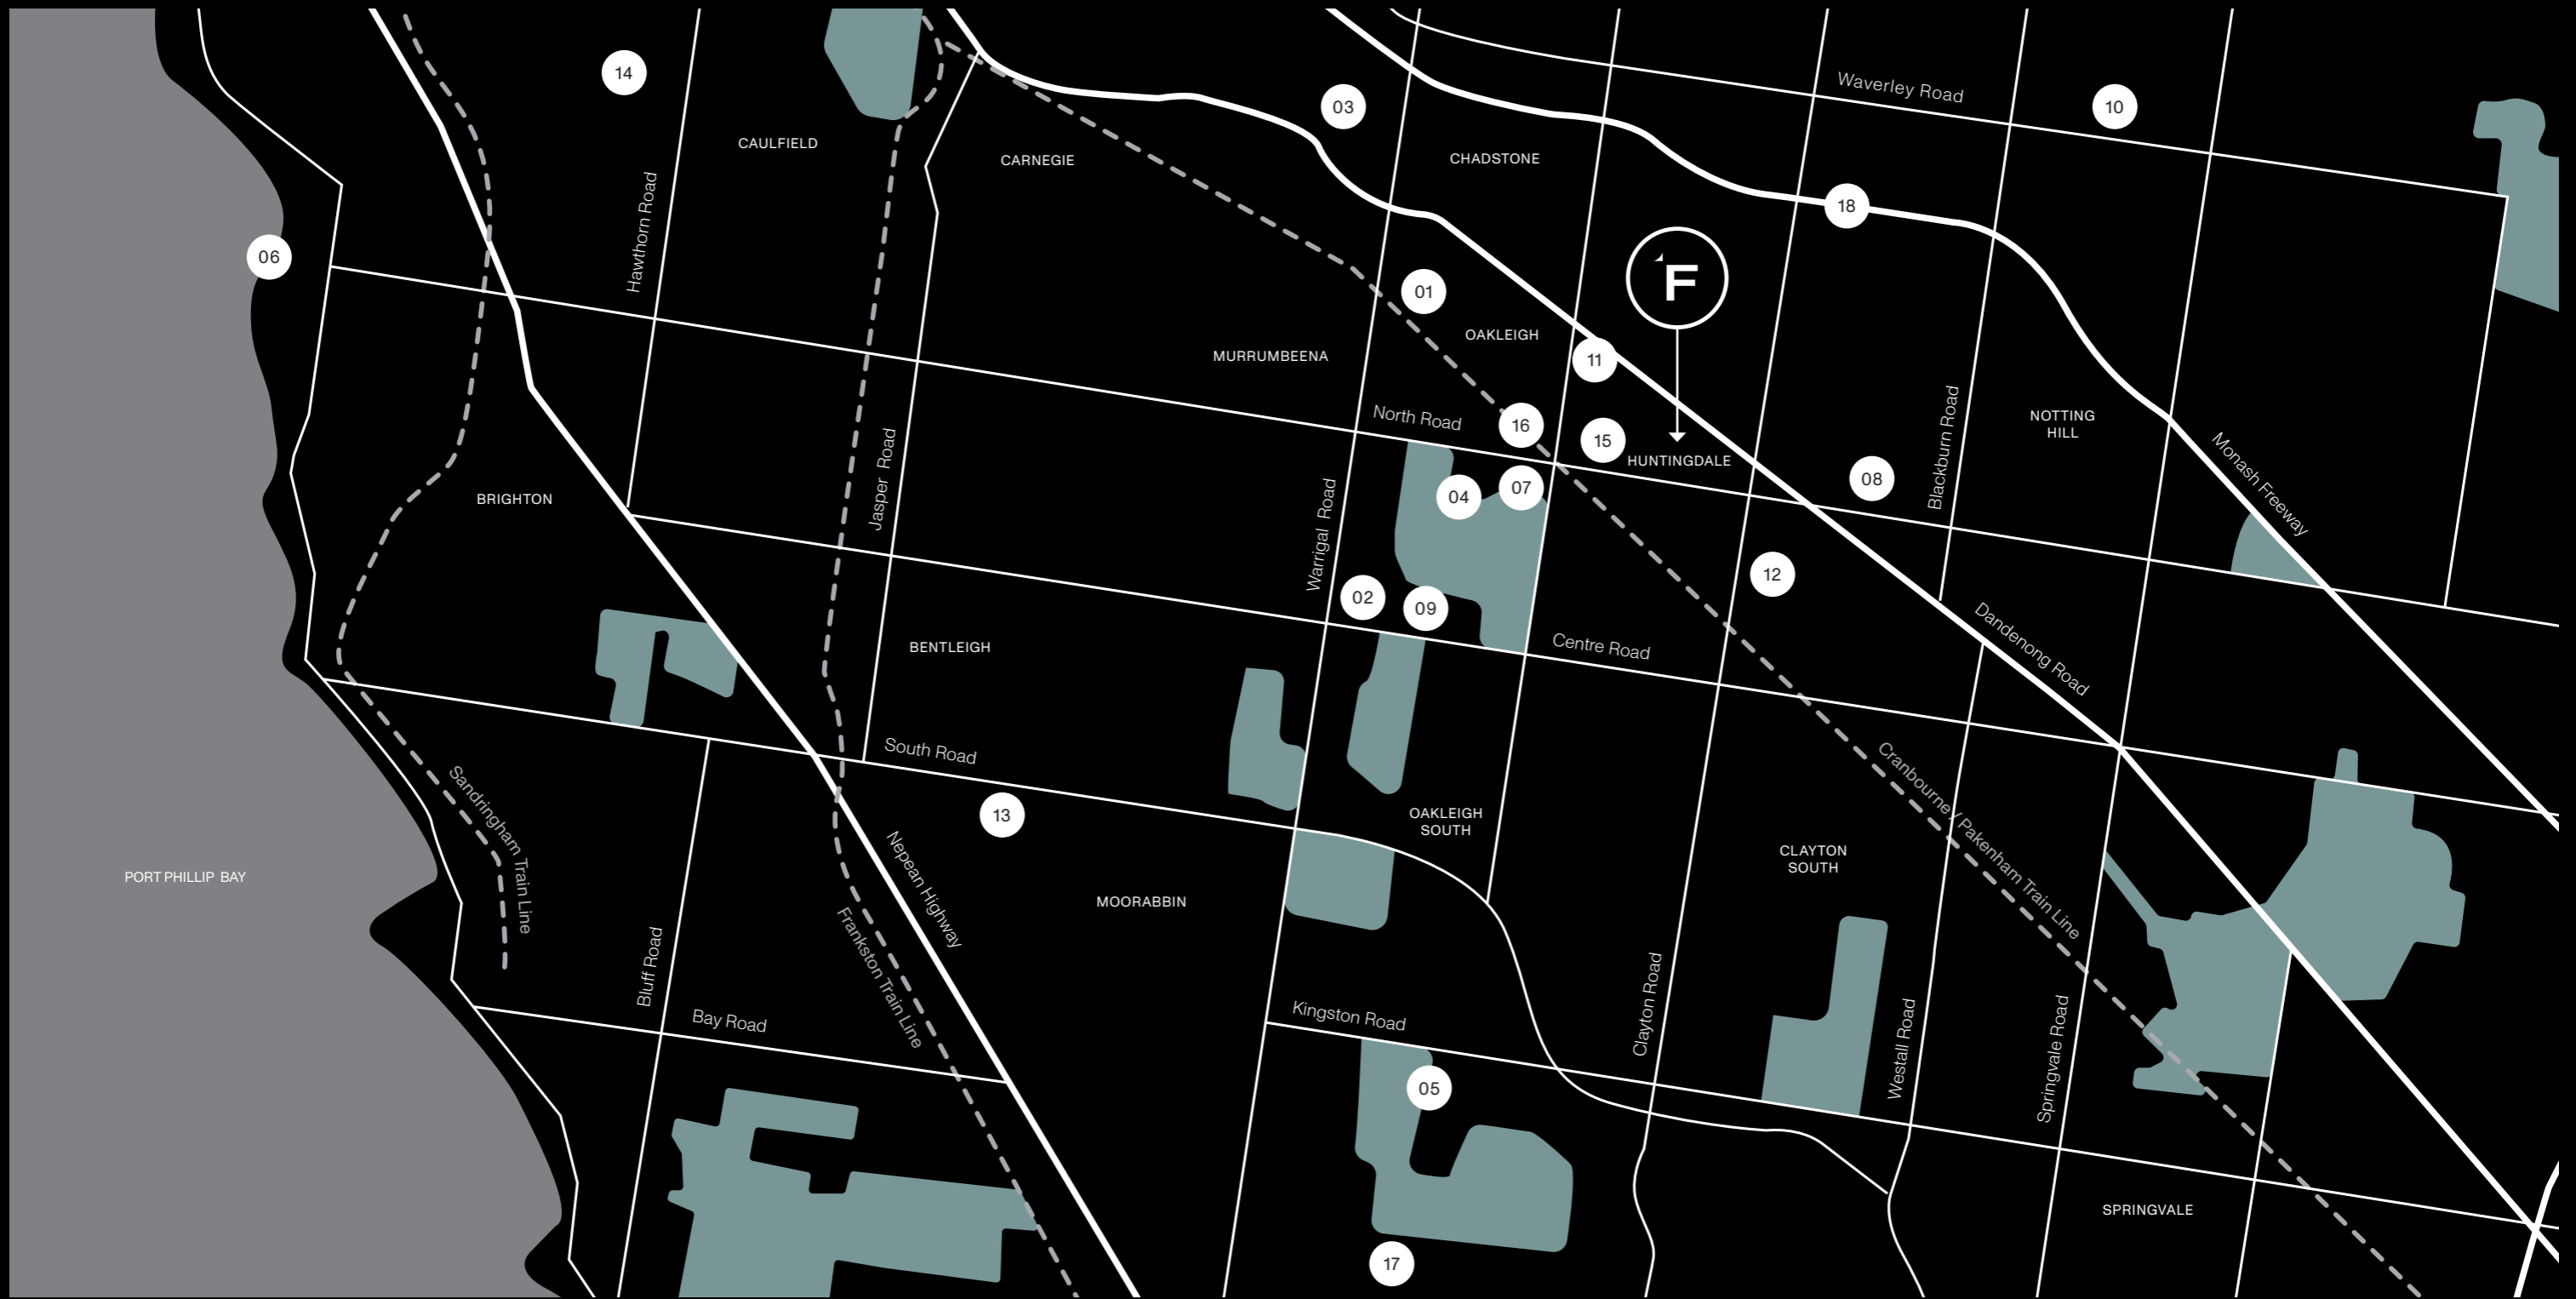 14
03
Waverley Road
10
CAULFIELD
CARNEGIE
CHADSTONE
18
Hawthorn Road
06
F
01
OAKLEIGH
MURRUMBEENA
11
North Road
16
15
HUNTINGDALE
Blackburn Road
NOTTING
HILL
Monash Freeway
08
BRIGHTON
Jasper Road
04
07
Warrigal Road
12
02
09
BENTLEIGH
Centre Road
Dandenong Road
South Road
Sandringham Train Line
13
OAKLEIGH
SOUTH
CLAYTON
SOUTH
Cranbourne / Pakenham Train Line
PORT PHILLIP BAY
Nepean Highway
MOORABBIN
Frankston Train Line
Bluff Road
Bay Road
Kingston Road
Clayton Road
Westall Road
Springvale Road
05
SPRINGVALE
17